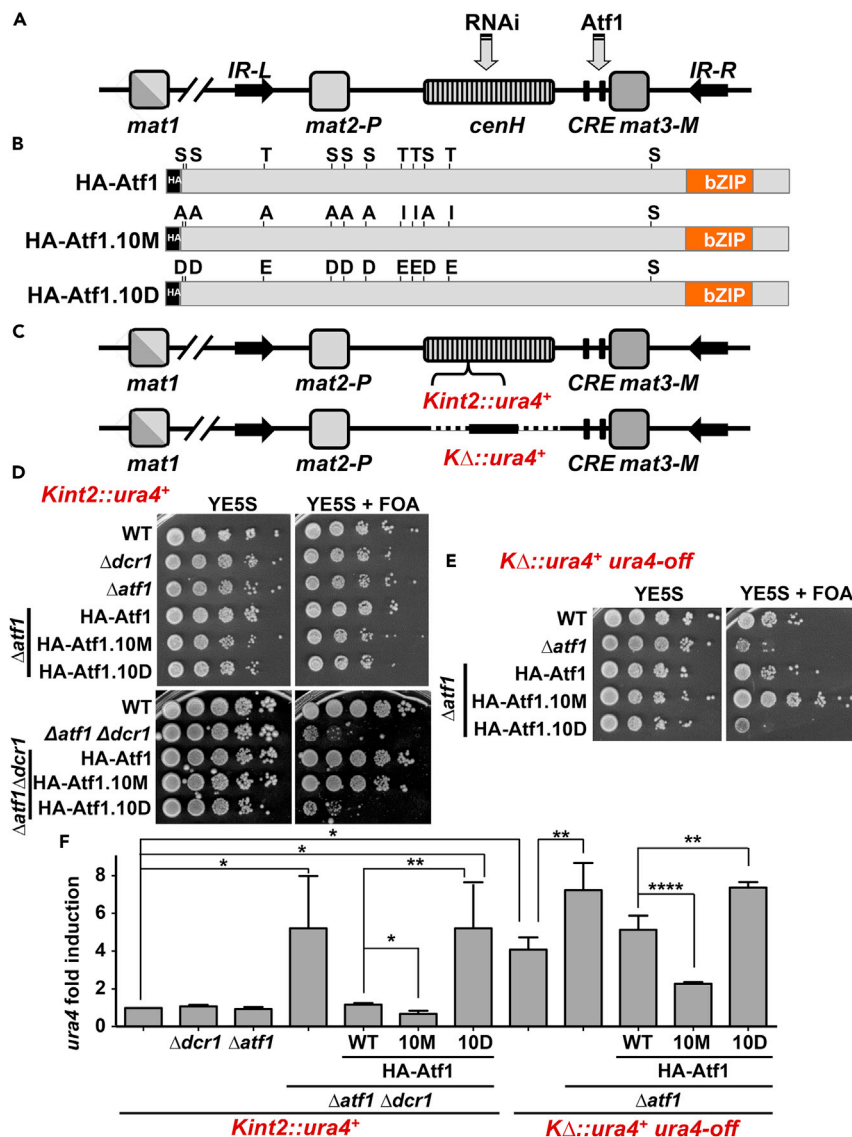 A
RNAi Atf1
IR-L IR-R
mat1 mat2-P cenH CRE mat3-M
B
S S T S S S T T S T S
HA-Atf1 HA bZIP
A A A A A A I I A I S
HA-Atf1.10M HA bZIP
D D E D D D E E D E S
HA-Atf1.10D HA bZIP
C
mat1 mat2-P CRE mat3-M
Kint2::ura4+
mat1 mat2-P CRE mat3-M
KΔ::ura4+
D
Kint2::ura4+
YE5S YE5S + FOA
WT
Δdcr1
Δatf1
Δatf1
HA-Atf1
HA-Atf1.10M
HA-Atf1.10D
WT
Δatf1 Δdcr1
Δatf1Δdcr1
HA-Atf1
HA-Atf1.10M
HA-Atf1.10D
E
KΔ::ura4+ ura4-off
YE5S YE5S + FOA
WT
Δatf1
Δatf1
HA-Atf1
HA-Atf1.10M
HA-Atf1.10D
F
ura4 fold induction
8
6
4
2
0
* * * ** * ** **** **
Δdcr1 Δatf1 WT 10M 10D WT 10M 10D
HA-Atf1 HA-Atf1
Δatf1 Δdcr1 Δatf1
Kint2::ura4+ KΔ::ura4+ ura4-off